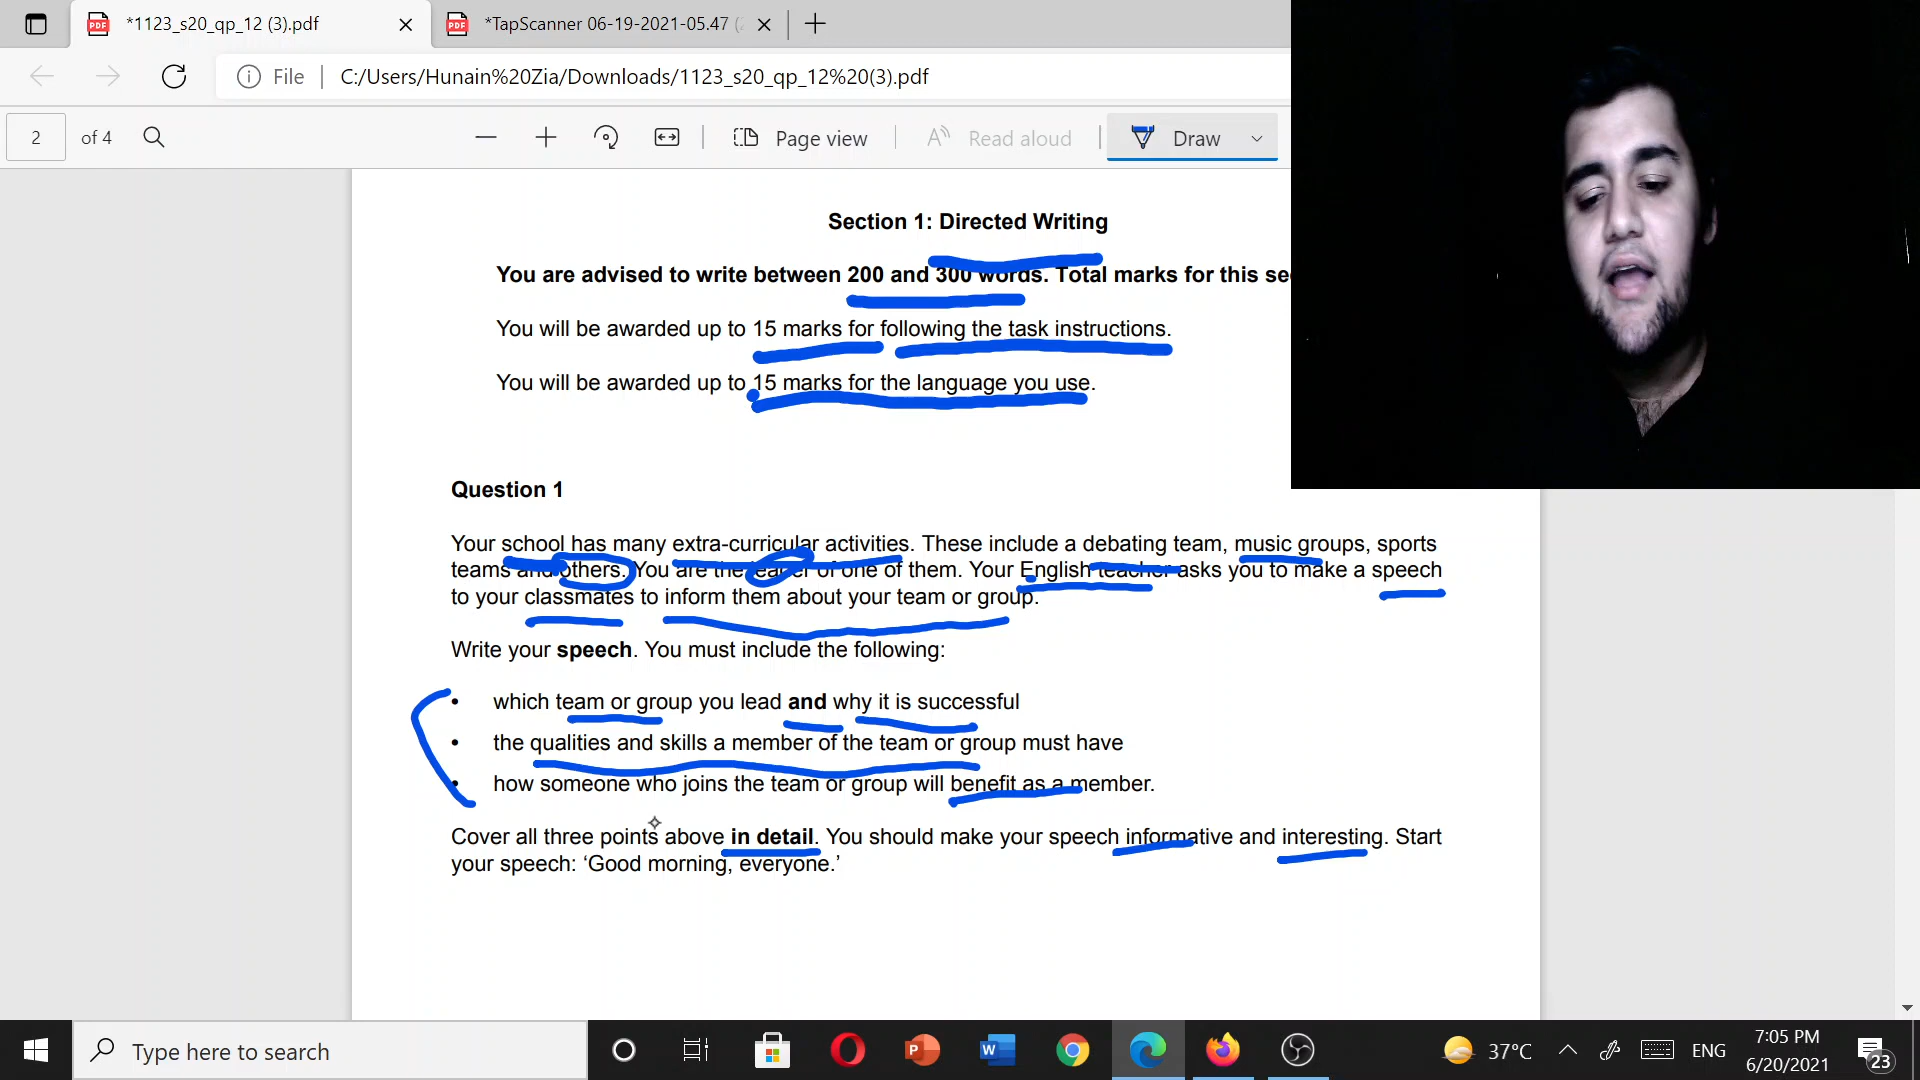 *1123_s20_qp_12 (3).pdf
*TapScanner 06-19-2021-05.47 (2
File
C:/Users/Hunain%20Zia/Downloads/1123_s20_qp_12%20(3).pdf
2 of 4
Page view
Read aloud
Draw
Section 1: Directed Writing
You are advised to write between 200 and 300 words. Total marks for this se
You will be awarded up to 15 marks for following the task instructions.
You will be awarded up to 15 marks for the language you use.
Question 1
Your school has many extra-curricular activities. These include a debating team, music groups, sports
teams and others. You are the leader of one of them. Your English teacher asks you to make a speech
to your classmates to inform them about your team or group.
Write your speech. You must include the following:
• which team or group you lead and why it is successful
• the qualities and skills a member of the team or group must have
• how someone who joins the team or group will benefit as a member.
Cover all three points above in detail. You should make your speech informative and interesting. Start
your speech: ‘Good morning, everyone.’
Type here to search
37°C
ENG
7:05 PM
6/20/2021
23